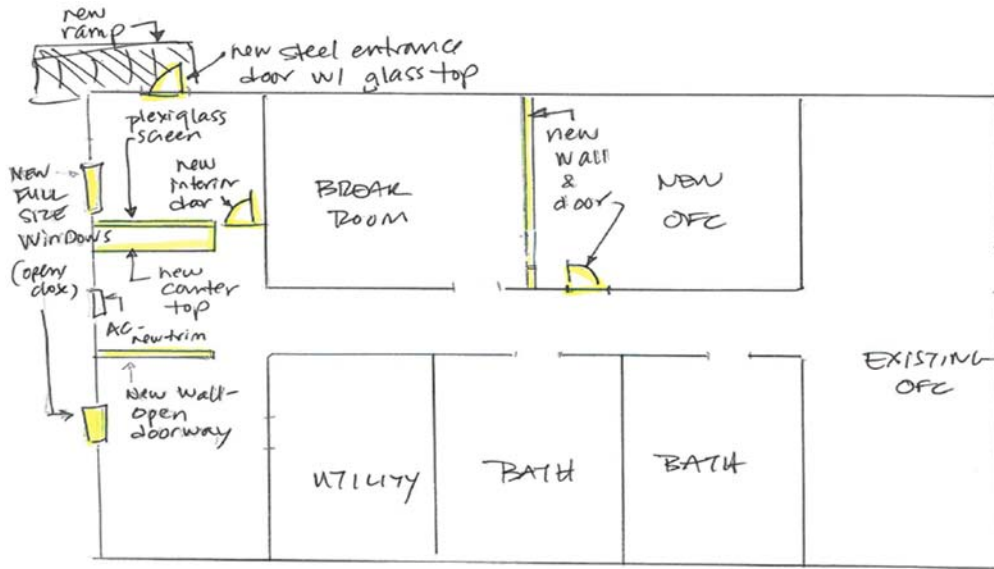 new
ramp
new steel entrance
door w/ glass top
plexiglass
screen
new
interior
door
NEW
FULL
SIZE
WINDOWS
(open/
close)
new
counter
top
AC-
new trim
New Wall-
open
doorway
BREAK
ROOM
new
wall
&
door
NEW
OFC
EXISTING
OFC
UTILITY
BATH
BATH